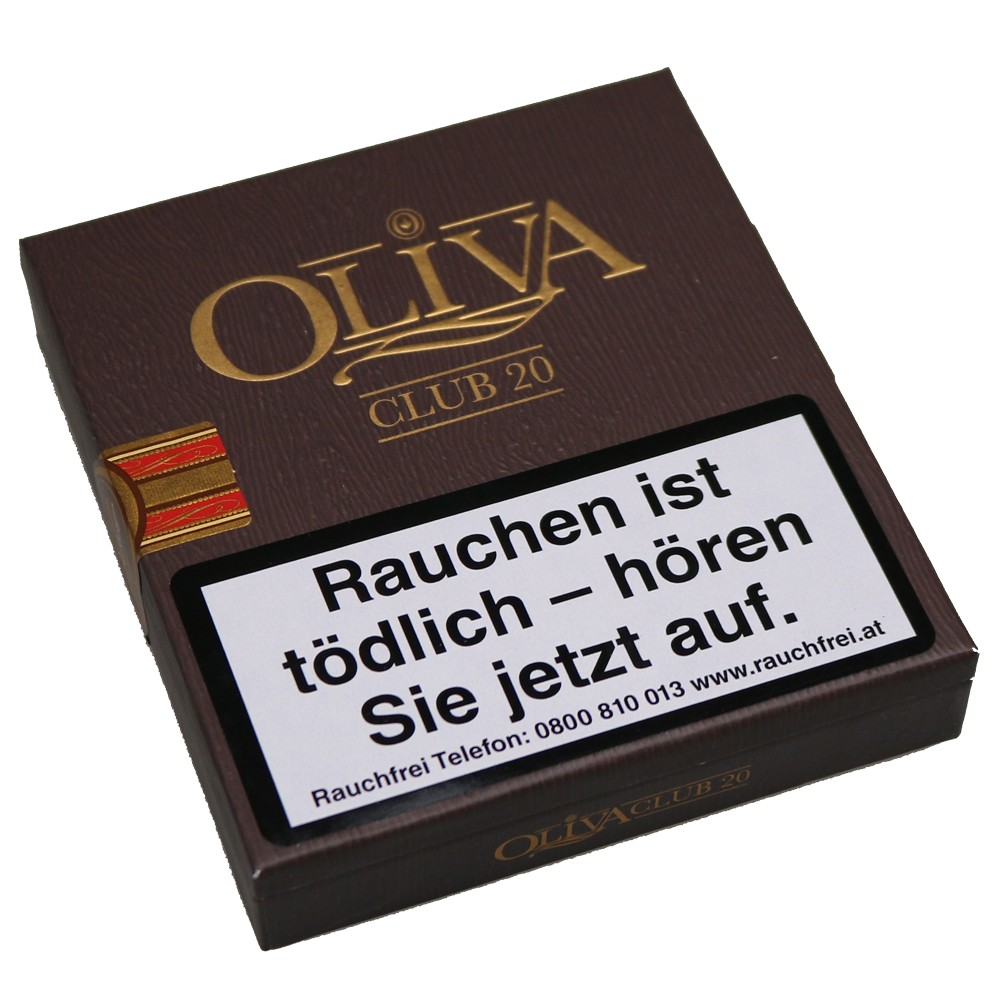 OLIVA
CLUB 20
Rauchen ist
tödlich – hören
Sie jetzt auf.
Rauchfrei Telefon: 0800 810 013 www.rauchfrei.at
OLIVA CLUB 20